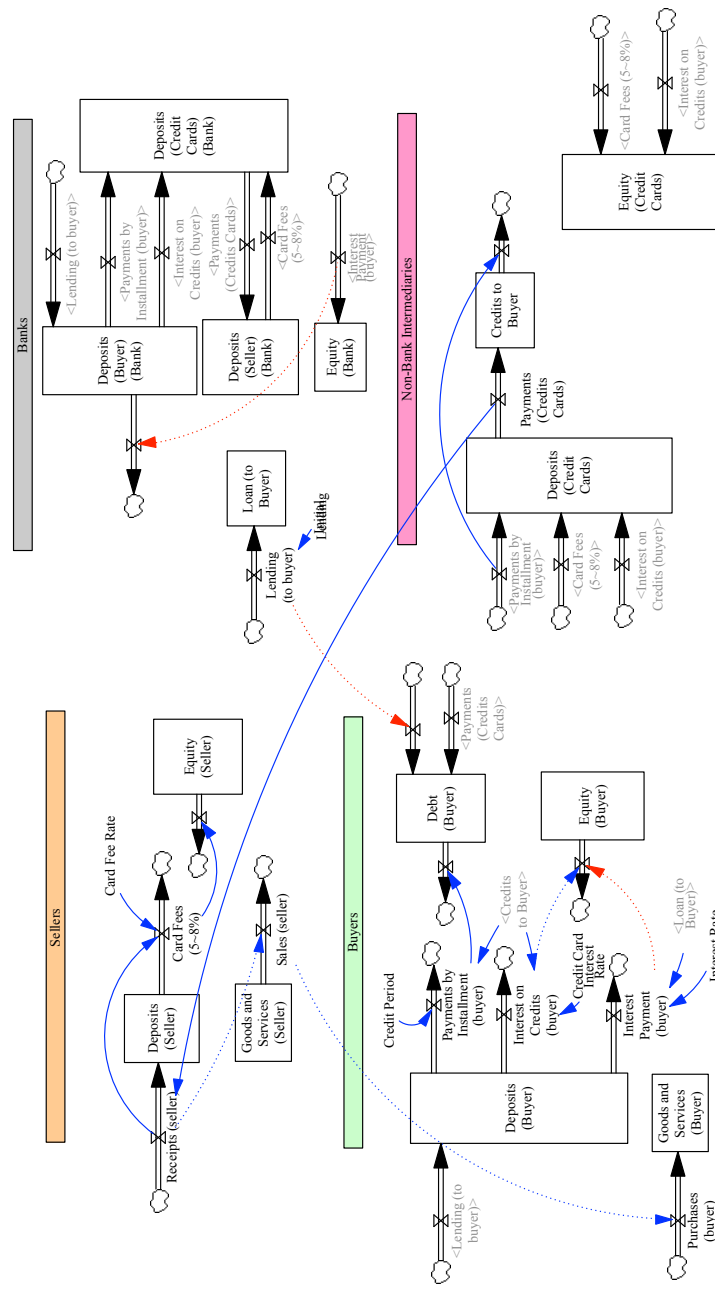 Sellers
Receipts (seller)
Deposits
(Seller)
Card Fees
(5~8%)
Card Fee Rate
Equity
(Seller)
Goods and
Services
(Seller)
Sales (seller)
Banks
Loan (to
Buyer)
Lending
(to buyer)
Initial
Lending
Deposits
(Buyer)
(Bank)
<Lending (to buyer)>
<Payments by
Installment (buyer)>
<Interest on
Credits (buyer)>
Deposits
(Credit
Cards)
(Bank)
Deposits
(Seller)
(Bank)
<Payments
(Credits Cards)>
<Card Fees
(5~8%)>
Equity
(Bank)
<Interest
Payment
(buyer)>
Buyers
<Lending (to
buyer)>
Deposits
(Buyer)
Credit Period
Payments by
Installment
(buyer)
<Credits
to Buyer>
Interest on
Credits
(buyer)
Credit Card
Interest
Rate
Interest
Payment
(buyer)
<Loan (to
Buyer)>
Interest Rate
Debt
(Buyer)
<Payments
(Credits
Cards)>
Equity
(Buyer)
Purchases
(buyer)
Goods and
Services
(Buyer)
Non-Bank Intermediaries
<Payments by
Installment
(buyer)>
<Card Fees
(5~8%)>
<Interest on
Credits (buyer)>
Deposits
(Credit
Cards)
Payments
(Credits
Cards)
Credits to
Buyer
Equity
(Credit
Cards)
<Card Fees (5~8%)>
<Interest on
Credits (buyer)>